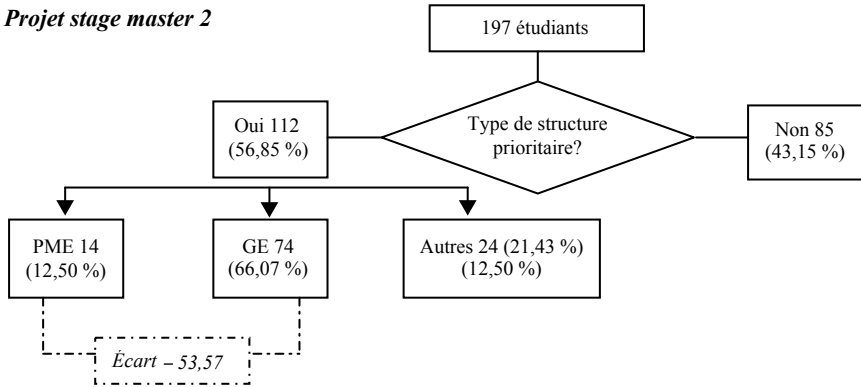 Projet stage master 2
197 étudiants
Type de structure
prioritaire?
Oui 112
(56,85 %)
Non 85
(43,15 %)
PME 14
(12,50 %)
GE 74
(66,07 %)
Autres 24 (21,43 %)
(12,50 %)
Écart – 53,57